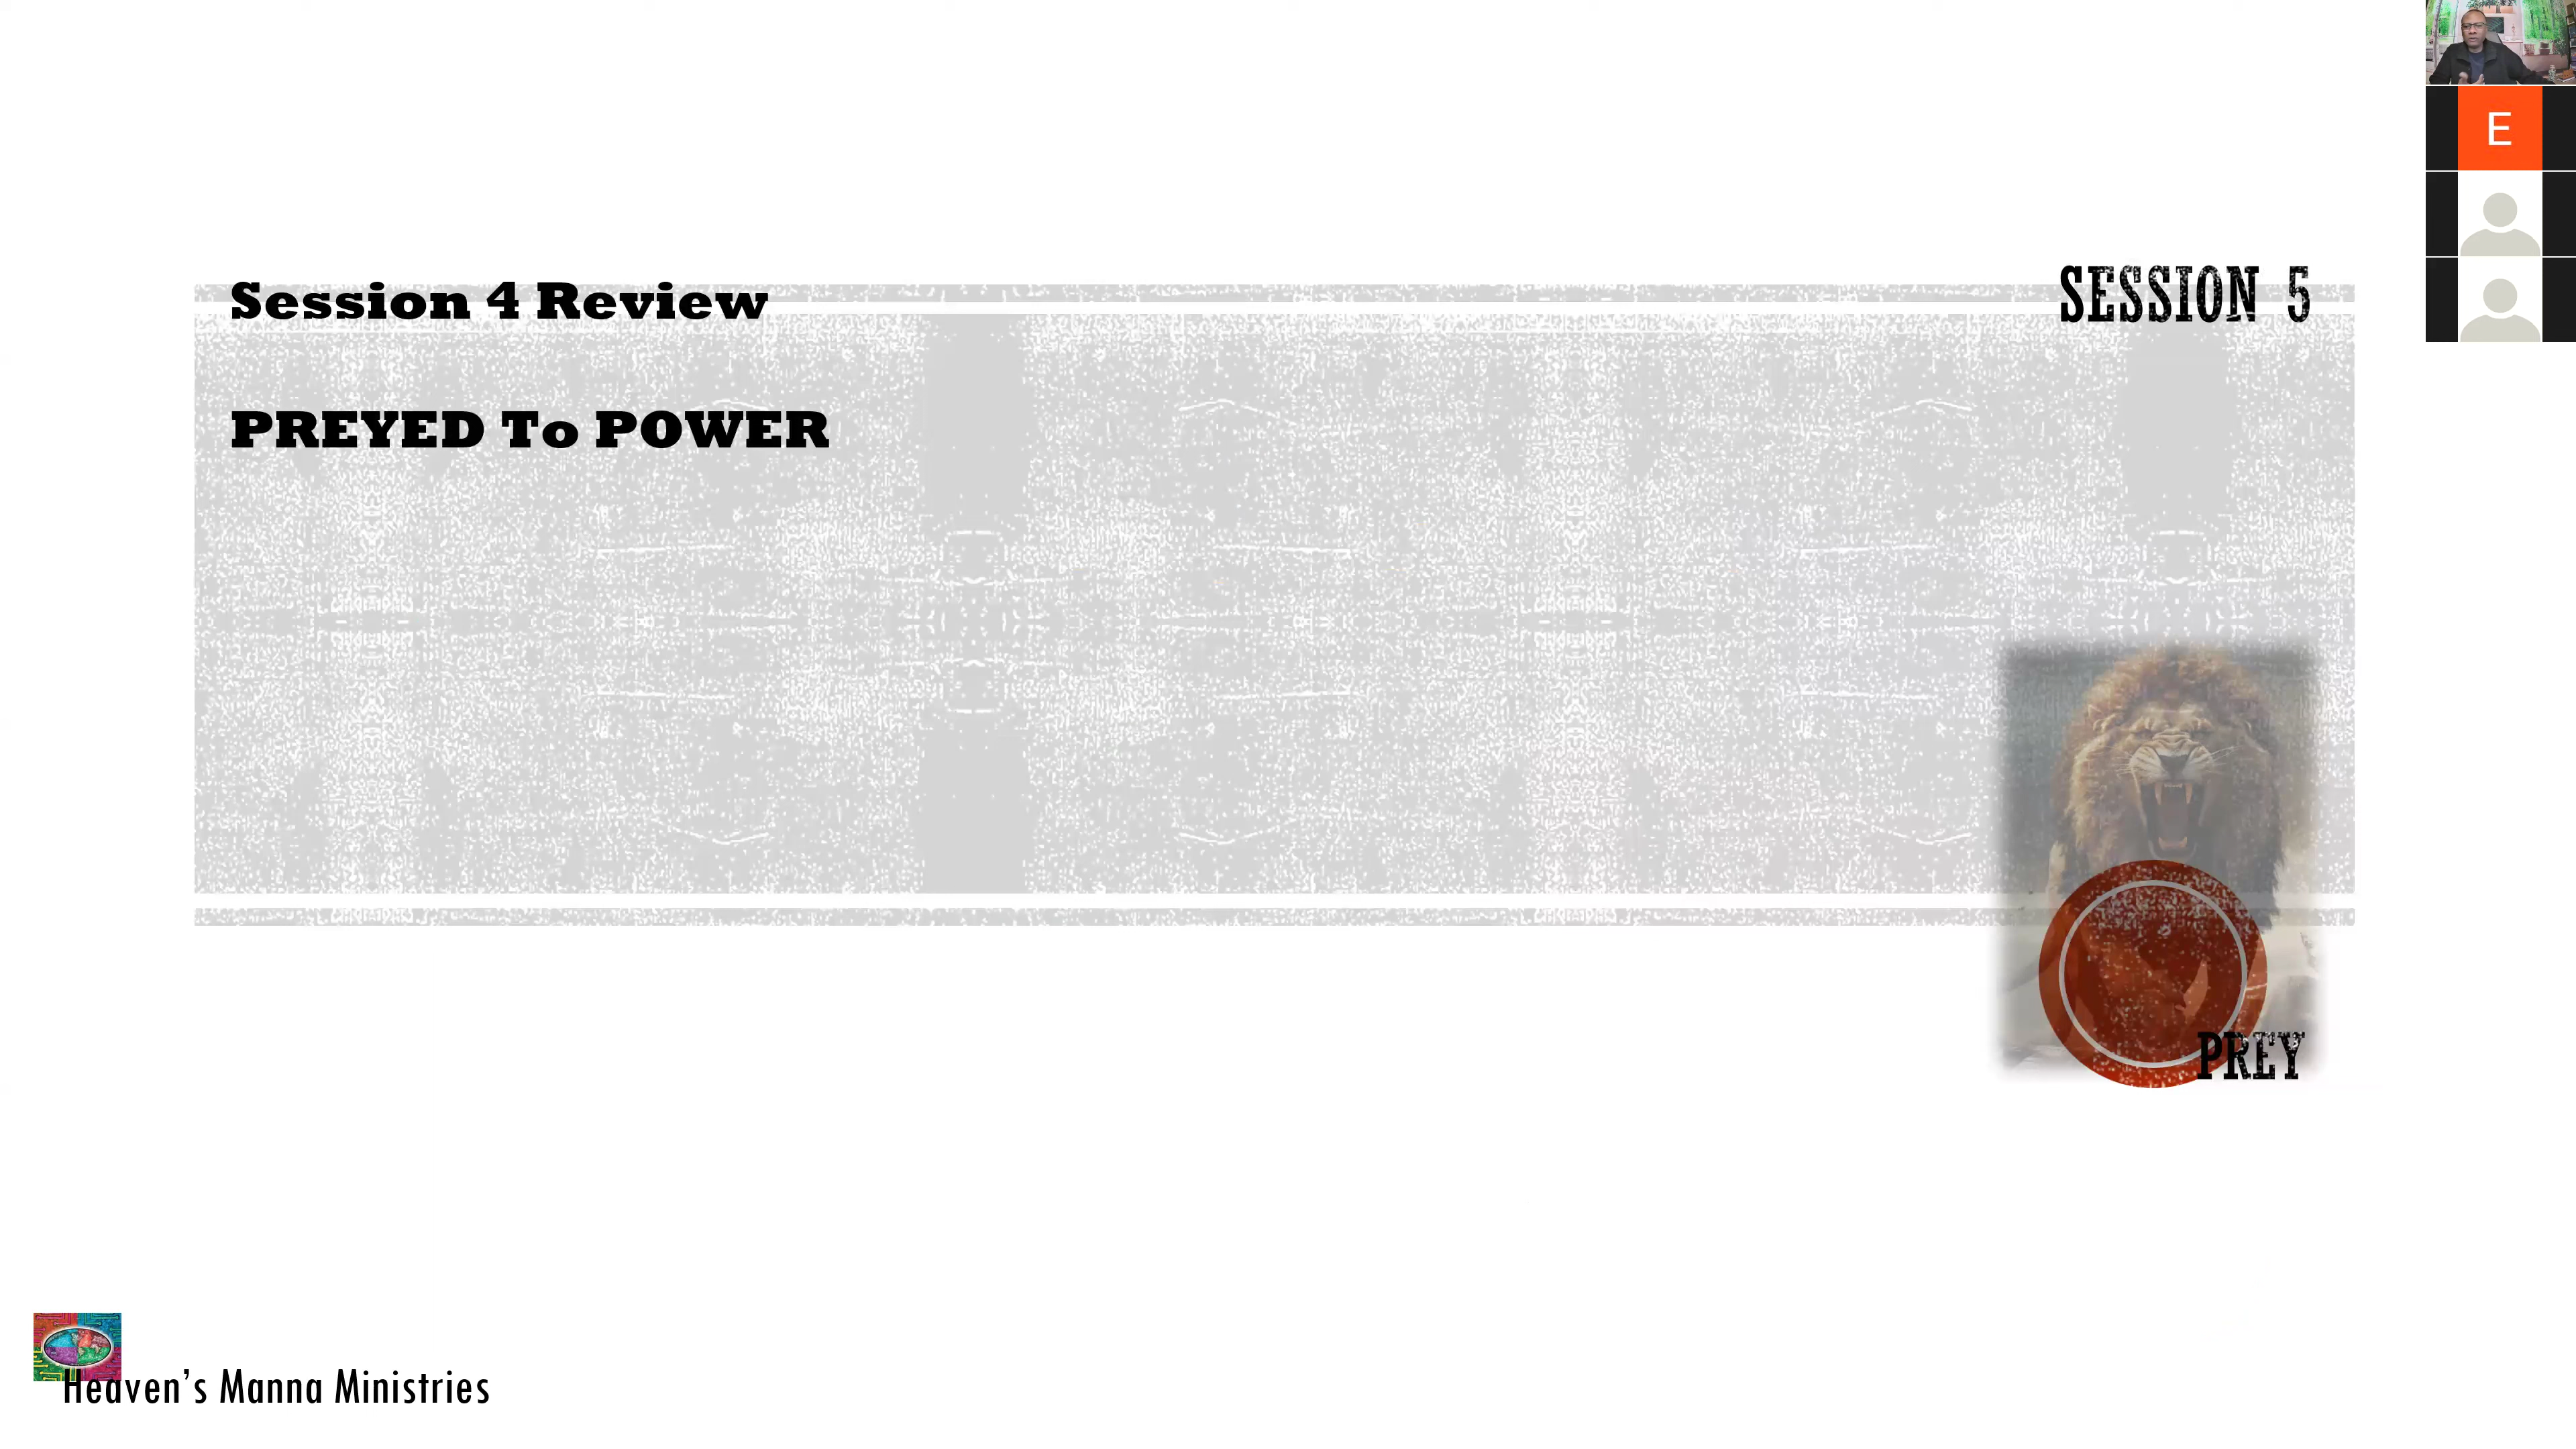 Session 4 Review
SESSION 5
PREYED To POWER
PREY
Heaven's Manna Ministries
E